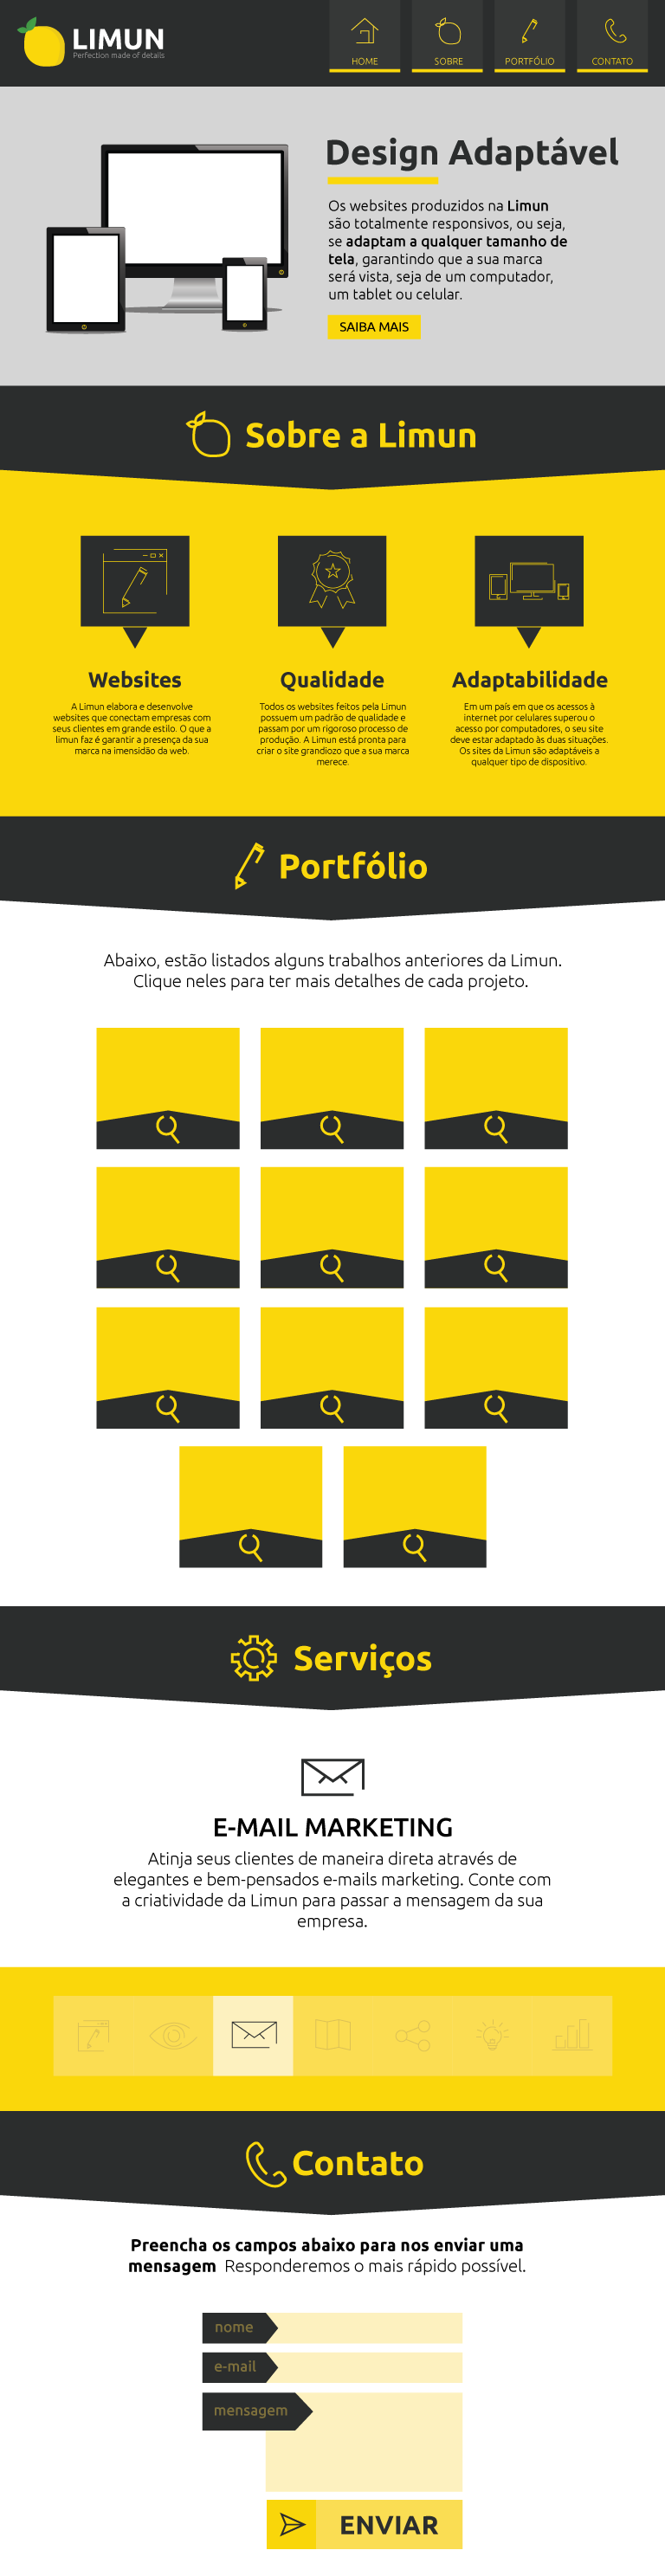 LIMUN
Perfection made of details
HOME
SOBRE
PORTFÓLIO
CONTATO
Design Adaptável
Os websites produzidos na Limun
são totalmente responsivos, ou seja,
se adaptam a qualquer tamanho de
tela, garantindo que a sua marca
será vista, seja de um computador,
um tablet ou celular.
SAIBA MAIS
Sobre a Limun
Websites
A Limun elabora e desenvolve
websites que conectam empresas com
seus clientes em grande estilo. O que a
limun faz é garantir a presença da sua
marca na imensidão da web.
Qualidade
Todos os websites feitos pela Limun
possuem um padrão de qualidade e
passam por um rigoroso processo de
produção. A Limun está pronta para
criar o site grandiozo que a sua marca
merece.
Adaptabilidade
Em um país em que os acessos à
internet por celulares superou o
acesso por computadores, o seu site
deve estar adaptado às duas situações.
Os sites da Limun são adaptáveis a
qualquer tipo de dispositivo.
Portfólio
Abaixo, estão listados alguns trabalhos anteriores da Limun.
Clique neles para ter mais detalhes de cada projeto.
Serviços
E-MAIL MARKETING
Atinja seus clientes de maneira direta através de
elegantes e bem-pensados e-mails marketing. Conte com
a criatividade da Limun para passar a mensagem da sua
empresa.
Contato
Preencha os campos abaixo para nos enviar uma
mensagem Responderemos o mais rápido possível.
nome
e-mail
mensagem
ENVIAR